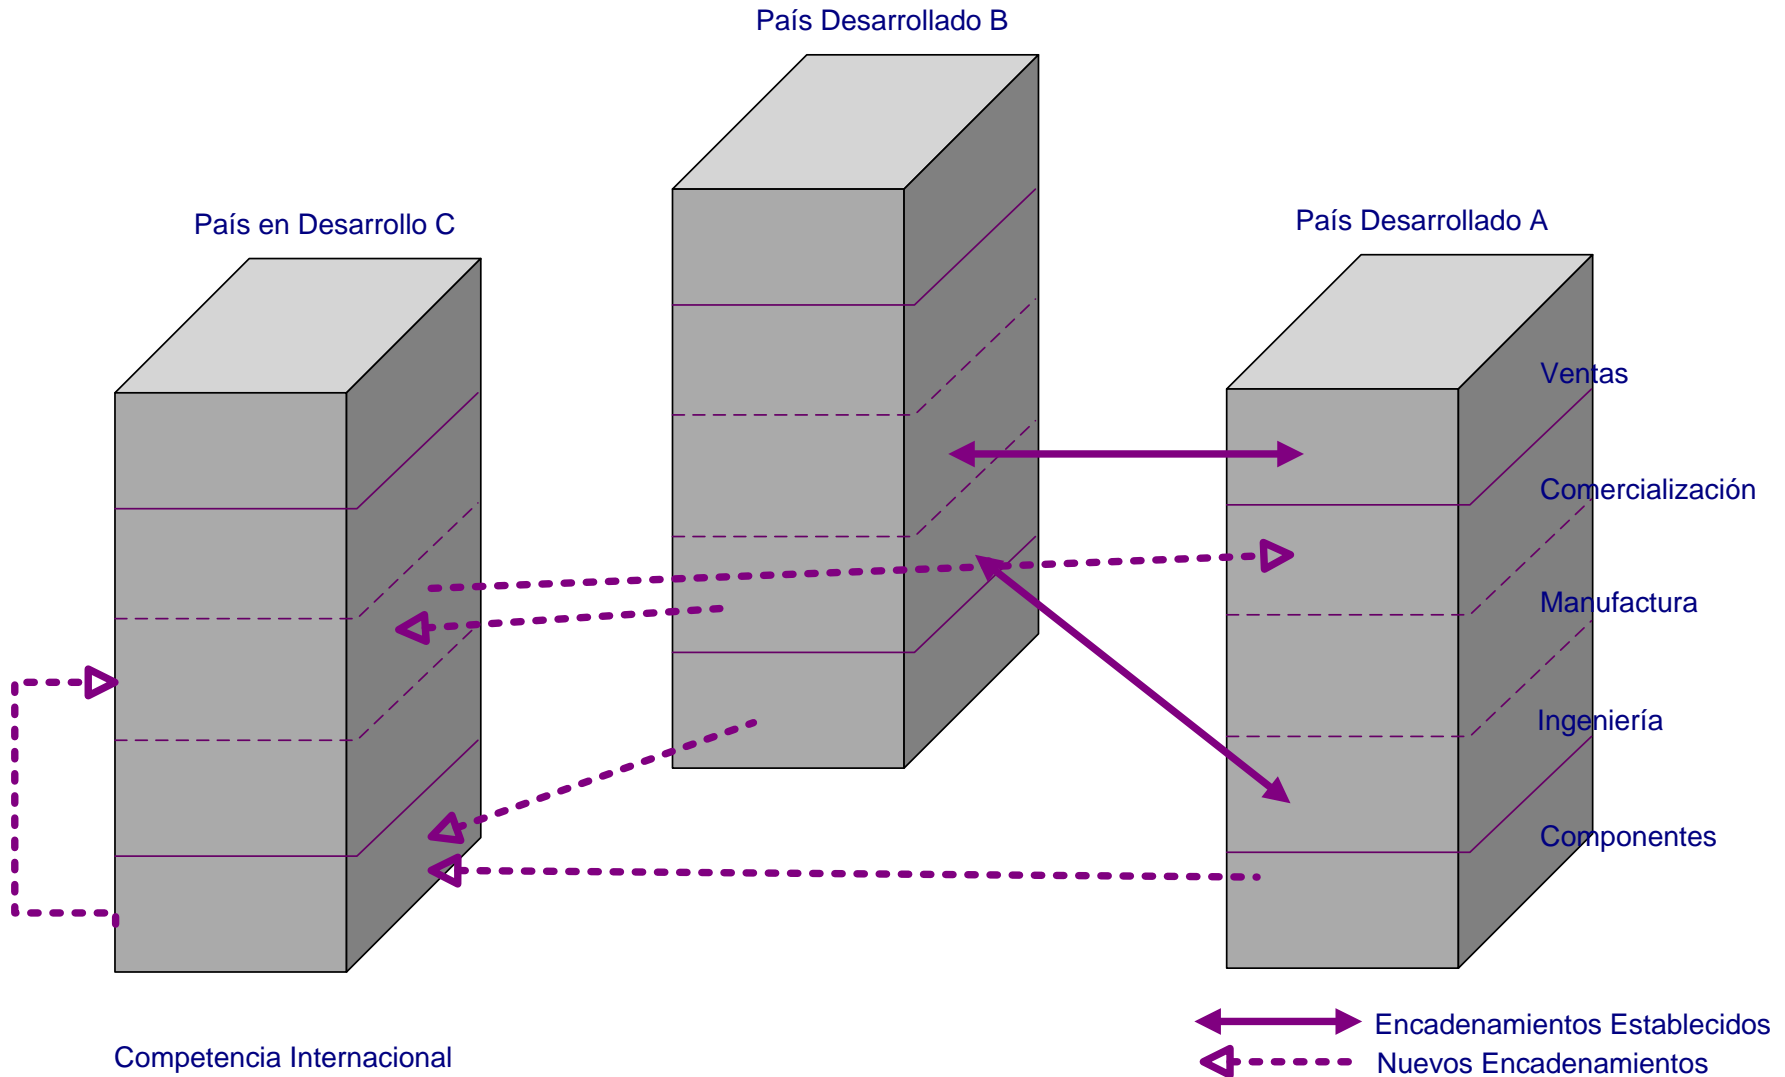 País Desarrollado B
País en Desarrollo C
País Desarrollado A
Ventas
Comercialización
Manufactura
Ingeniería
Componentes
Encadenamientos Establecidos
Competencia Internacional
Nuevos Encadenamientos